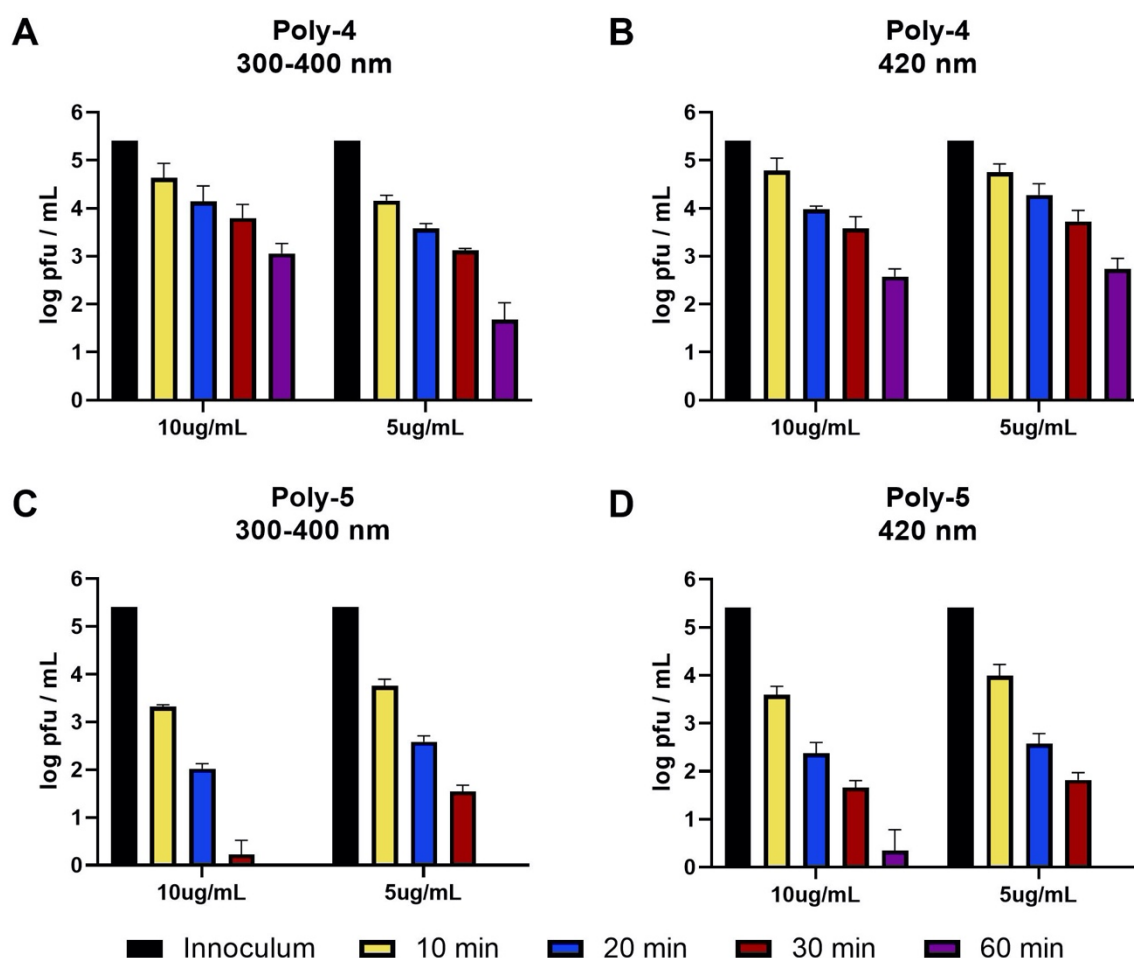 A
Poly-4
300-400 nm
log pfu / mL
6
5
4
3
2
1
0
10ug/mL 5ug/mL
B
Poly-4
420 nm
log pfu / mL
6
5
4
3
2
1
0
10ug/mL 5ug/mL
C
Poly-5
300-400 nm
log pfu / mL
6
5
4
3
2
1
0
10ug/mL 5ug/mL
D
Poly-5
420 nm
log pfu / mL
6
5
4
3
2
1
0
10ug/mL 5ug/mL
Innoculum 10 min 20 min 30 min 60 min